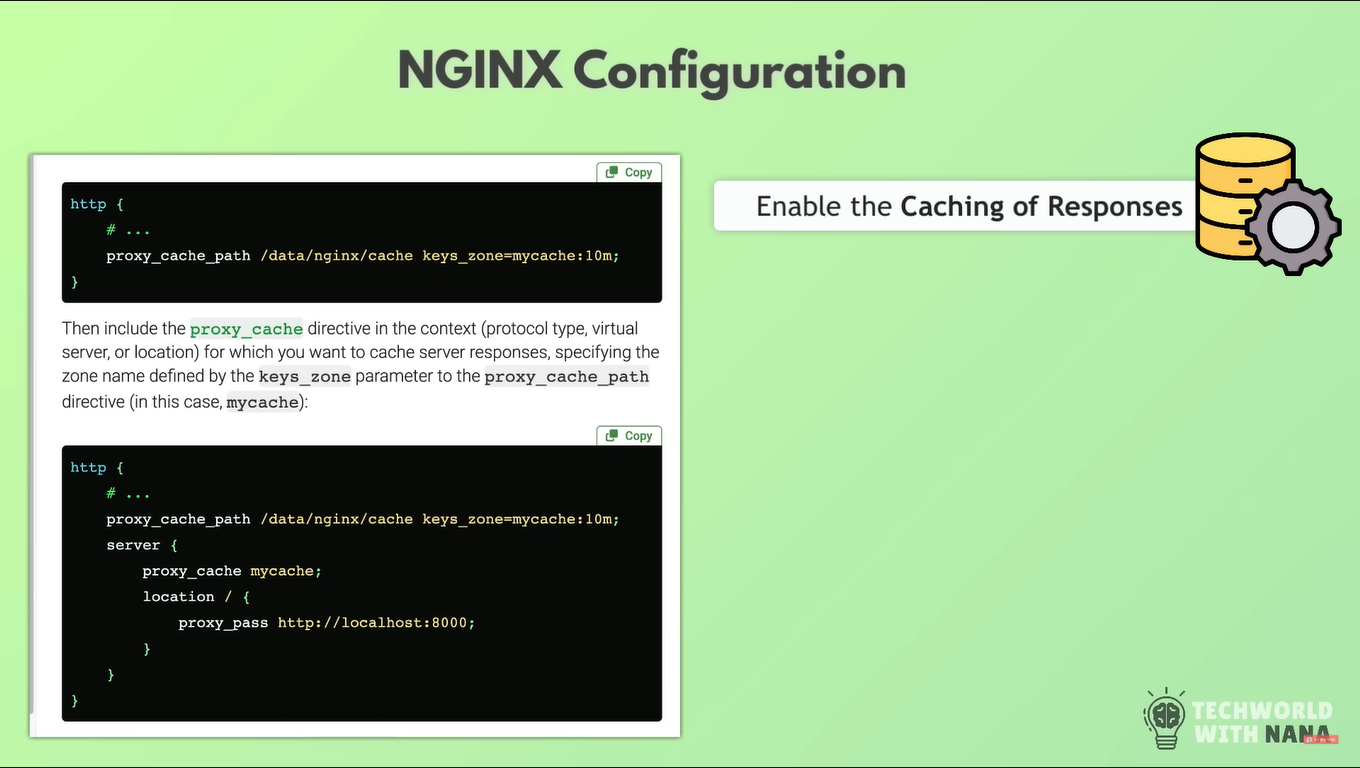 NGINX Configuration
Copy
http {
    # ...
    proxy_cache_path /data/nginx/cache keys_zone=mycache:10m;
}
Then include the proxy_cache directive in the context (protocol type, virtual
server, or location) for which you want to cache server responses, specifying the
zone name defined by the keys_zone parameter to the proxy_cache_path
directive (in this case, mycache):
Copy
http {
    # ...
    proxy_cache_path /data/nginx/cache keys_zone=mycache:10m;
    server {
        proxy_cache mycache;
        location / {
            proxy_pass http://localhost:8000;
        }
    }
}
Enable the Caching of Responses
TECHWORLD
WITH NANA